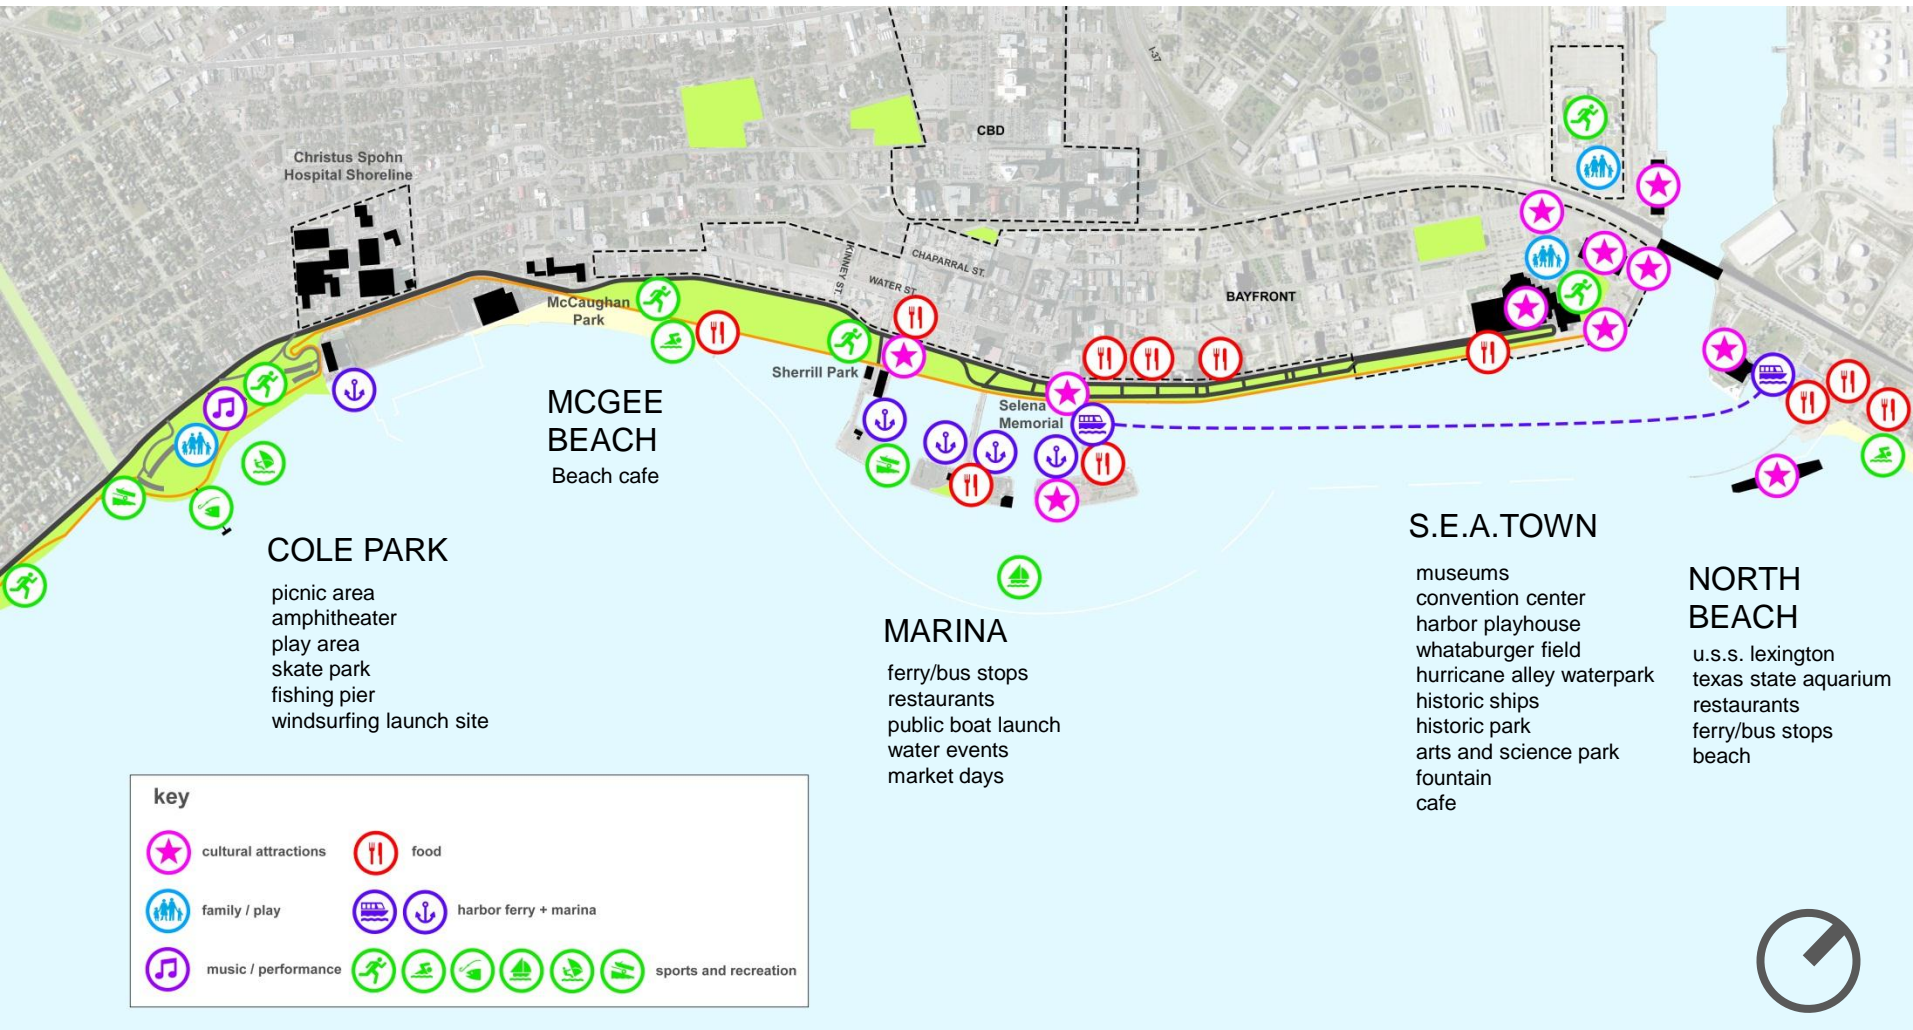 I-37
CBD
Christus Spohn
Hospital Shoreline
KINNEY ST.
CHAPARRAL ST.
WATER ST.
BAYFRONT
McCaughan
Park
Sherrill Park
Selena
Memorial
MCGEE
BEACH
Beach cafe
COLE PARK
picnic area
amphitheater
play area
skate park
fishing pier
windsurfing launch site
MARINA
ferry/bus stops
restaurants
public boat launch
water events
market days
S.E.A.TOWN
museums
convention center
harbor playhouse
whataburger field
hurricane alley waterpark
historic ships
historic park
arts and science park
fountain
cafe
NORTH
BEACH
u.s.s. lexington
texas state aquarium
restaurants
ferry/bus stops
beach
key
cultural attractions
food
family / play
harbor ferry + marina
music / performance
sports and recreation